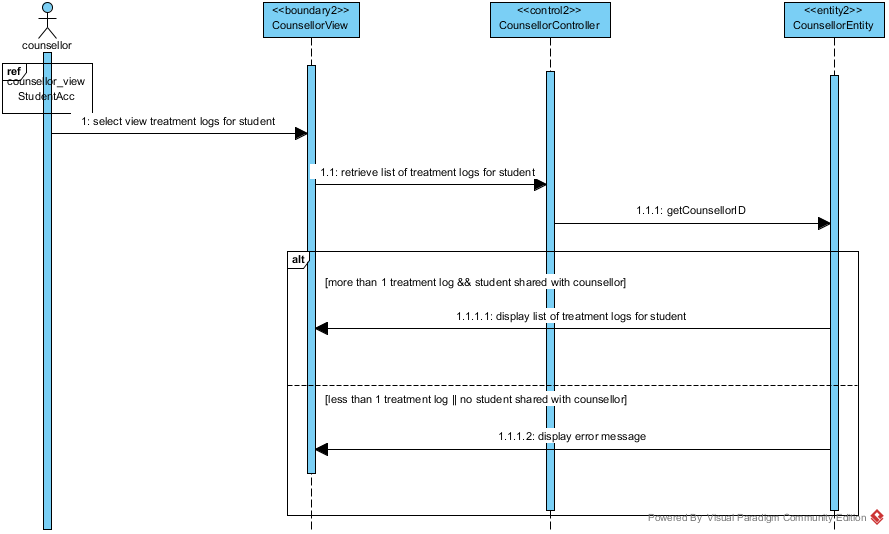 <<boundary2>>
CounsellorView
<<control2>>
CounsellorController
<<entity2>>
CounsellorEntity
counsellor
ref
counsellor_view
StudentAcc
1: select view treatment logs for student
1.1: retrieve list of treatment logs for student
1.1.1: getCounsellorID
alt
[more than 1 treatment log && student shared with counsellor]
1.1.1.1: display list of treatment logs for student
[less than 1 treatment log || no student shared with counsellor]
1.1.1.2: display error message
Powered By Visual Paradigm Community Edition